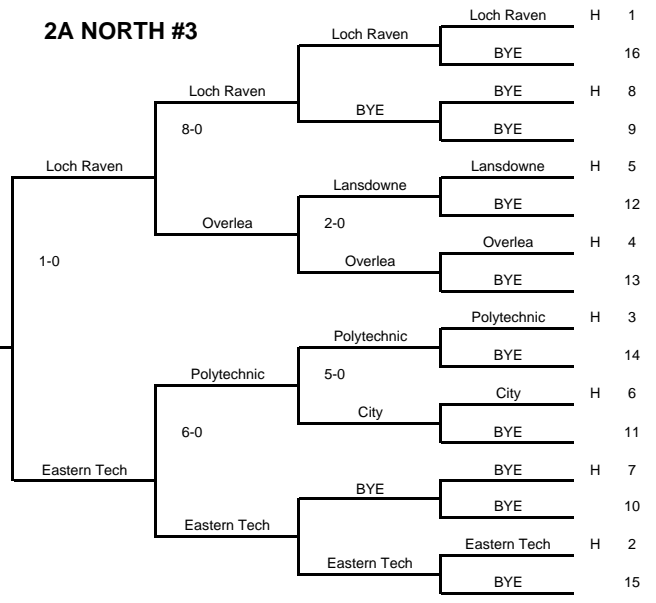 Loch Raven H 1
2A NORTH #3
Loch Raven
BYE 16
Loch Raven
BYE H 8
BYE
8-0
BYE 9
Loch Raven
Lansdowne H 5
Lansdowne
BYE 12
Overlea
2-0
Overlea H 4
1-0
Overlea
BYE 13
Polytechnic H 3
Polytechnic
BYE 14
Polytechnic
5-0
City H 6
City
6-0
BYE 11
Eastern Tech
BYE H 7
BYE
BYE 10
Eastern Tech
Eastern Tech H 2
Eastern Tech
BYE 15